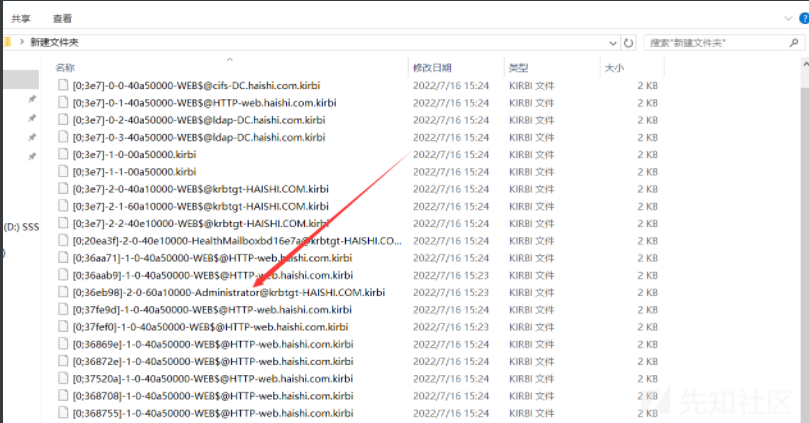 共享 查看
新建文件夹 搜索"新建文件夹"
名称 修改日期 类型 大小
[0;3e7]-0-0-40a50000-WEB$@cifs-DC.haishi.com.kirbi 2022/7/16 15:24 KIRBI 文件 2 KB
[0;3e7]-0-1-40a50000-WEB$@HTTP-web.haishi.com.kirbi 2022/7/16 15:24 KIRBI 文件 2 KB
[0;3e7]-0-2-40a50000-WEB$@ldap-DC.haishi.com.kirbi 2022/7/16 15:24 KIRBI 文件 2 KB
[0;3e7]-0-3-40a50000-WEB$@ldap-DC.haishi.com.kirbi 2022/7/16 15:24 KIRBI 文件 2 KB
[0;3e7]-1-0-00a50000.kirbi 2022/7/16 15:24 KIRBI 文件 2 KB
[0;3e7]-1-1-00a50000.kirbi 2022/7/16 15:24 KIRBI 文件 2 KB
[0;3e7]-2-0-40a10000-WEB$@krbtgt-HAISHI.COM.kirbi 2022/7/16 15:24 KIRBI 文件 2 KB
[0;3e7]-2-1-60a10000-WEB$@krbtgt-HAISHI.COM.kirbi 2022/7/16 15:24 KIRBI 文件 2 KB
[0;3e7]-2-2-40e10000-WEB$@krbtgt-HAISHI.COM.kirbi 2022/7/16 15:24 KIRBI 文件 2 KB
(D:) SSS
[0;20ea3f]-2-0-40e10000-HealthMailboxbd16e7a@krbtgt-HAISHI.CO... 2022/7/16 15:24 KIRBI 文件 2 KB
[0;36aa71]-1-0-40a50000-WEB$@HTTP-web.haishi.com.kirbi 2022/7/16 15:24 KIRBI 文件 2 KB
[0;36aab9]-1-0-40a50000-WEB$@HTTP-web.haishi.com.kirbi 2022/7/16 15:23 KIRBI 文件 2 KB
[0;36eb98]-2-0-60a10000-Administrator@krbtgt-HAISHI.COM.kirbi 2022/7/16 15:23 KIRBI 文件 2 KB
[0;37fe9d]-1-0-40a50000-WEB$@HTTP-web.haishi.com.kirbi 2022/7/16 15:24 KIRBI 文件 2 KB
[0;37fef0]-1-0-40a50000-WEB$@HTTP-web.haishi.com.kirbi 2022/7/16 15:23 KIRBI 文件 2 KB
[0;36869e]-1-0-40a50000-WEB$@HTTP-web.haishi.com.kirbi 2022/7/16 15:24 KIRBI 文件 2 KB
[0;36872e]-1-0-40a50000-WEB$@HTTP-web.haishi.com.kirbi 2022/7/16 15:24 KIRBI 文件 2 KB
[0;37520a]-1-0-40a50000-WEB$@HTTP-web.haishi.com.kirbi 2022/7/16 15:24 KIRBI 文件 2 KB
[0;368708]-1-0-40a50000-WEB$@HTTP-web.haishi.com.kirbi 2022/7/16 15:24 KIRBI 文件 2 KB
[0;368755]-1-0-40a50000-WEB$@HTTP-web.haishi.com.kirbi 2022/7/16 15:24 KIRBI 文件 2 KB
先知社区